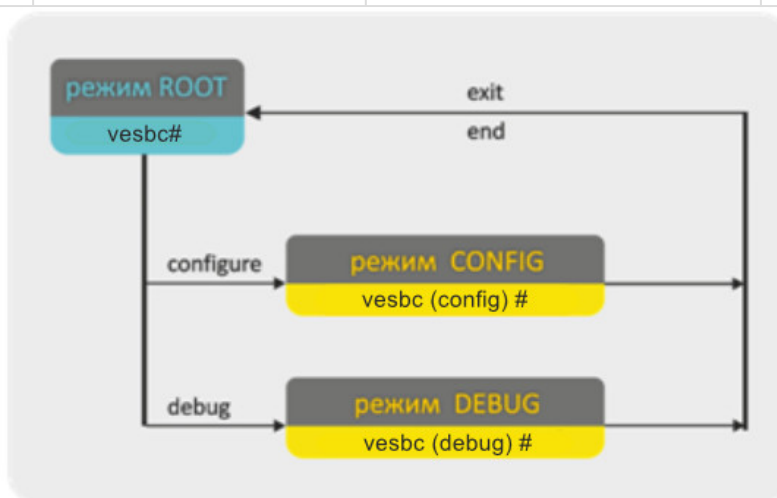 режим ROOT
vesbc#
exit
end
configure
режим CONFIG
vesbc (config) #
debug
режим DEBUG
vesbc (debug) #